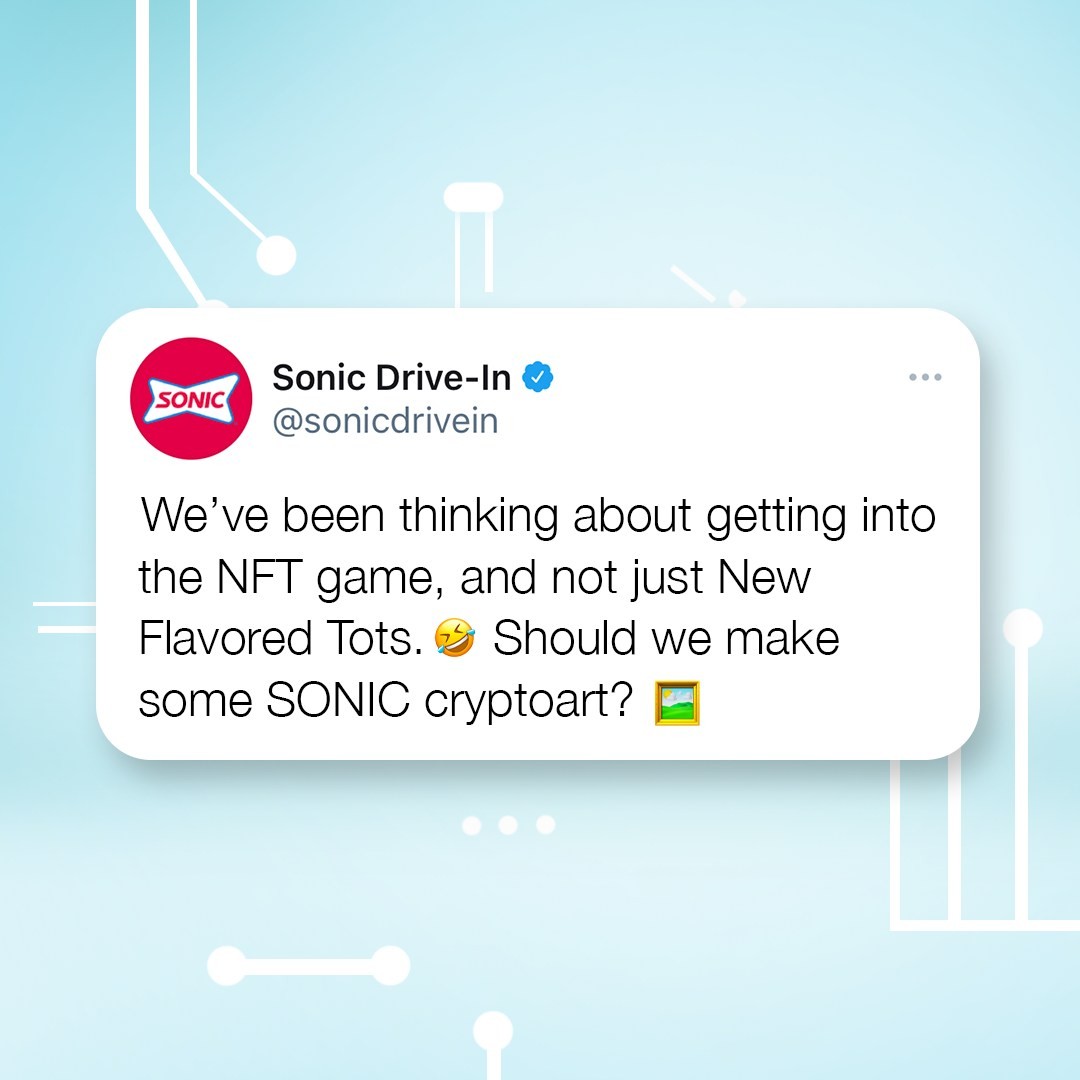 SONIC
Sonic Drive-In
@sonicdrivein
We’ve been thinking about getting into
the NFT game, and not just New
Flavored Tots. 🤣 Should we make
some SONIC cryptoart? 🖼️